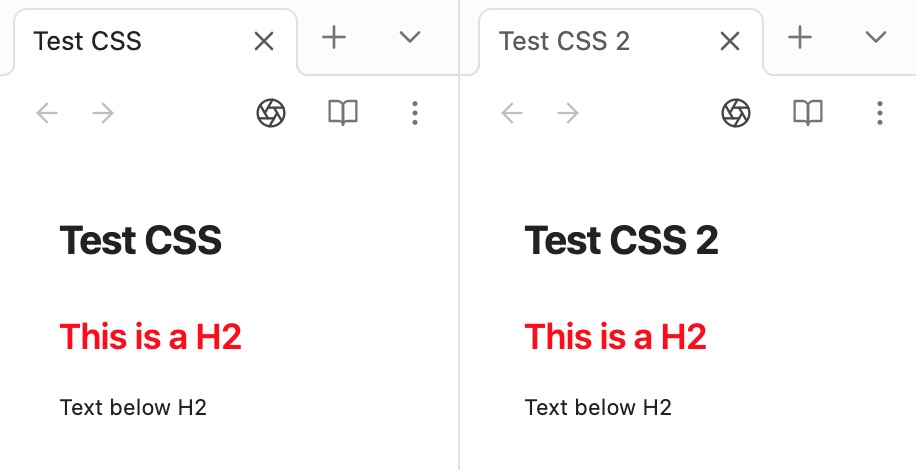 Test CSS
Test CSS 2
Test CSS
This is a H2
Text below H2
Test CSS 2
This is a H2
Text below H2